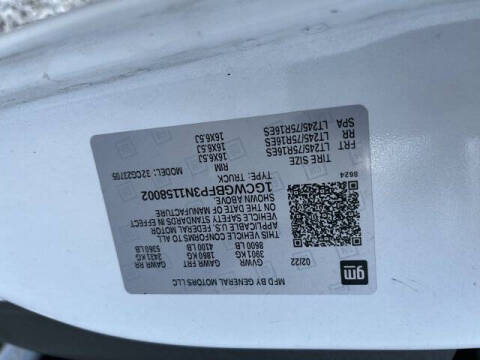 MFD BY GENERAL MOTORS LLC
02/22
GVWR GAWR FRT GAWR RR
3901 KG 1860 KG 2431 KG
8600 LB 4100 LB 5360 LB
THIS VEHICLE CONFORMS TO ALL
APPLICABLE U.S. FEDERAL MOTOR
VEHICLE SAFETY STANDARDS IN EFFECT
ON THE DATE OF MANUFACTURE
SHOWN ABOVE.
1GCWGBFP3N1158002
TYPE: TRUCK MODEL: 32CG23705
8624
TIRE SIZE RIM
FRT LT245/75R16ES 16X6.5J
RR LT245/75R16ES 16X6.5J
SPA LT245/75R16ES 16X6.5J
gm